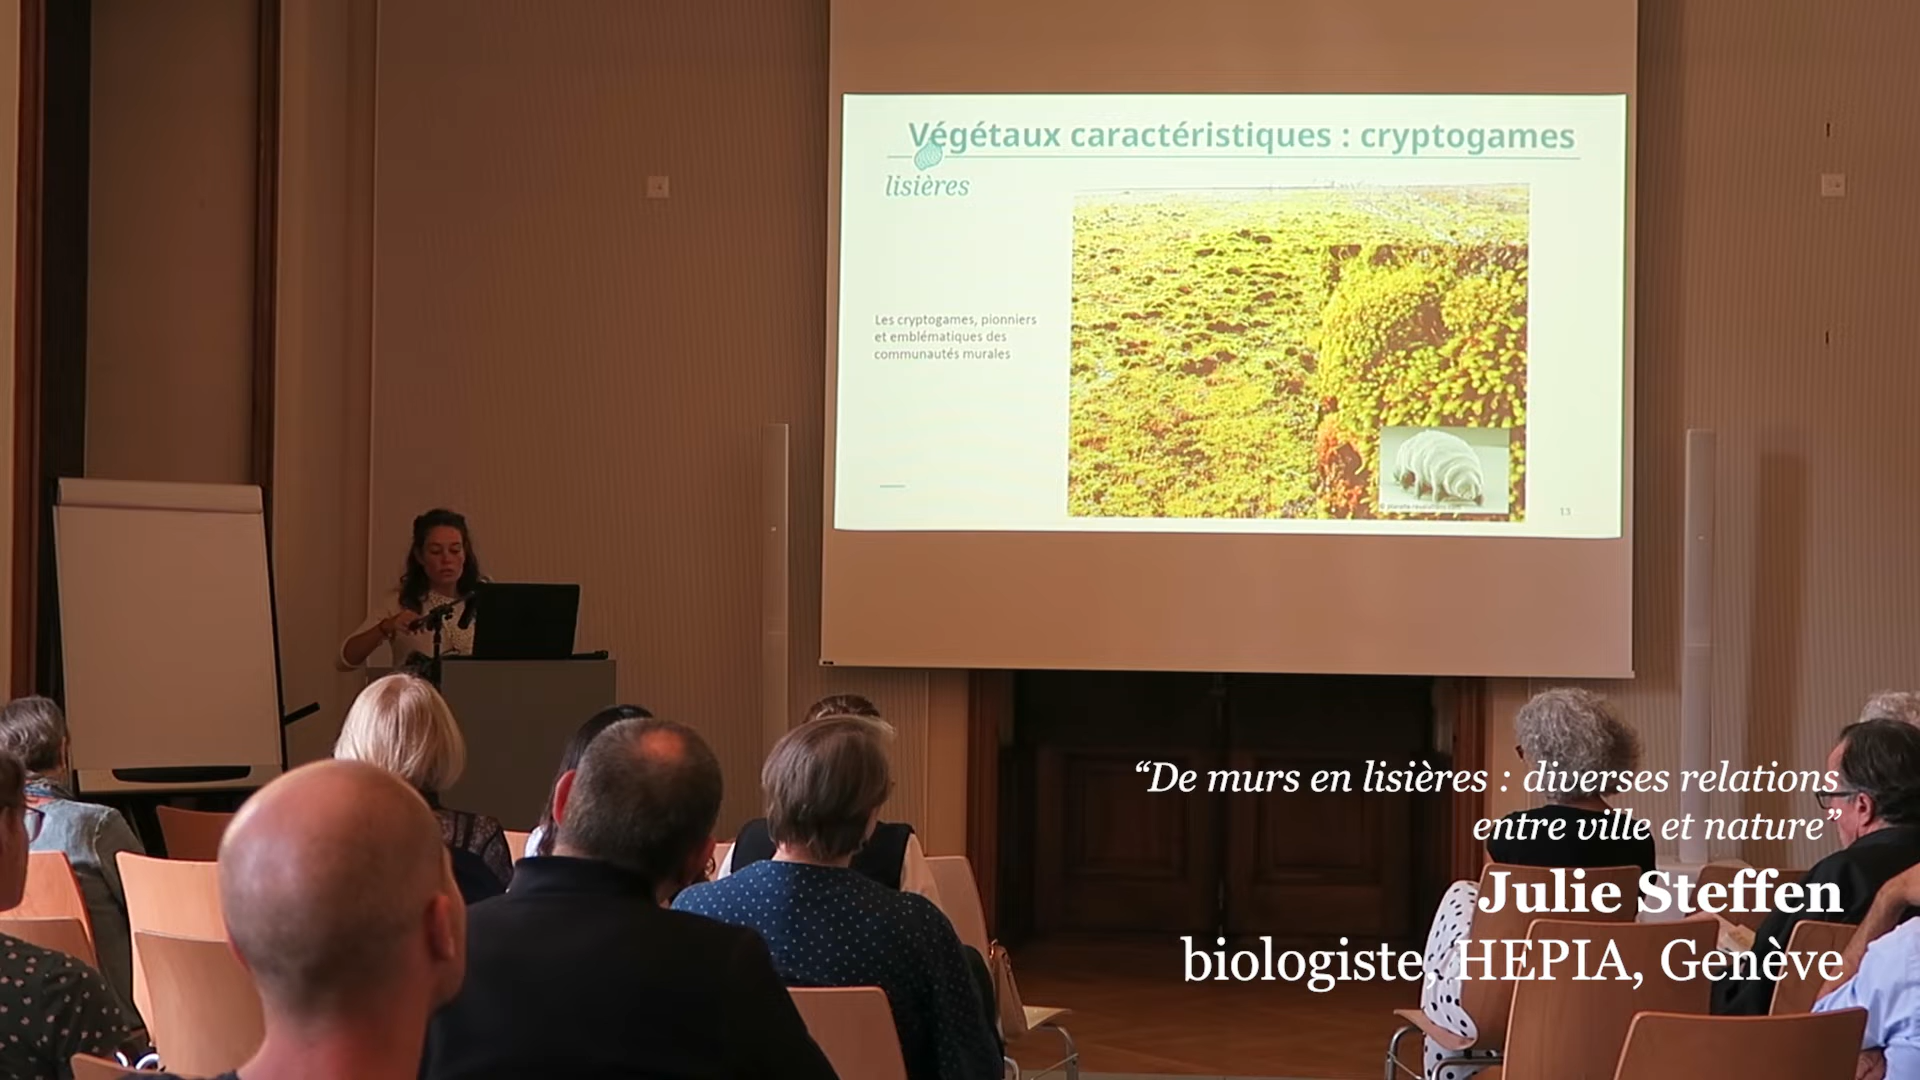 Végétaux caractéristiques : cryptogames
lisières
Les cryptogames, pionniers
et emblématiques des
communautés murales
13
“De murs en lisières : diverses relations
entre ville et nature”
Julie Steffen
biologiste, HEPIA, Genève